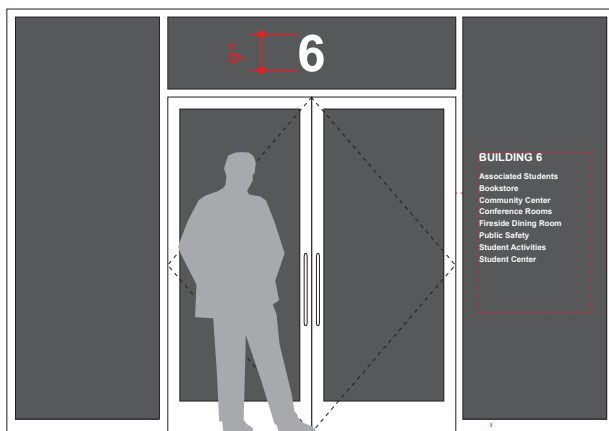 9"
6
BUILDING 6
Associated Students
Bookstore
Community Center
Conference Rooms
Fireside Dining Room
Public Safety
Student Activities
Student Center